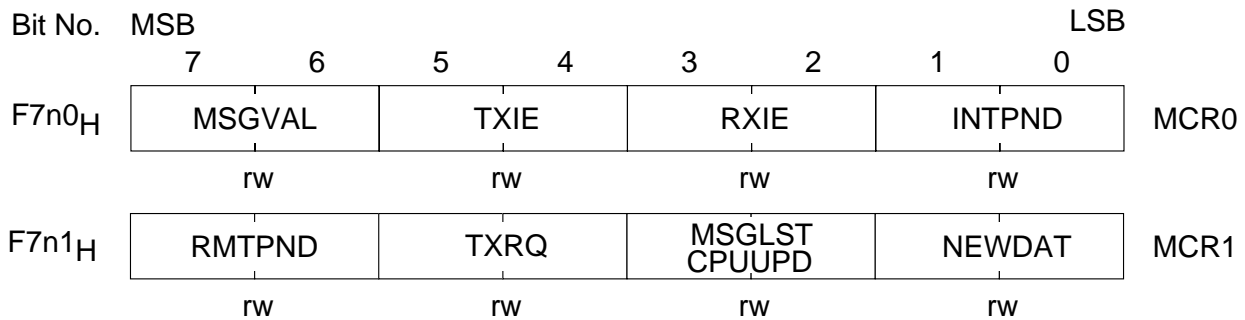 Bit No. MSB LSB
7 6 5 4 3 2 1 0
F7n0H MSGVAL TXIE RXIE INTPND MCR0
rw rw rw rw
F7n1H RMTPND TXRQ MSGLST CPUUPD NEWDAT MCR1
rw rw rw rw